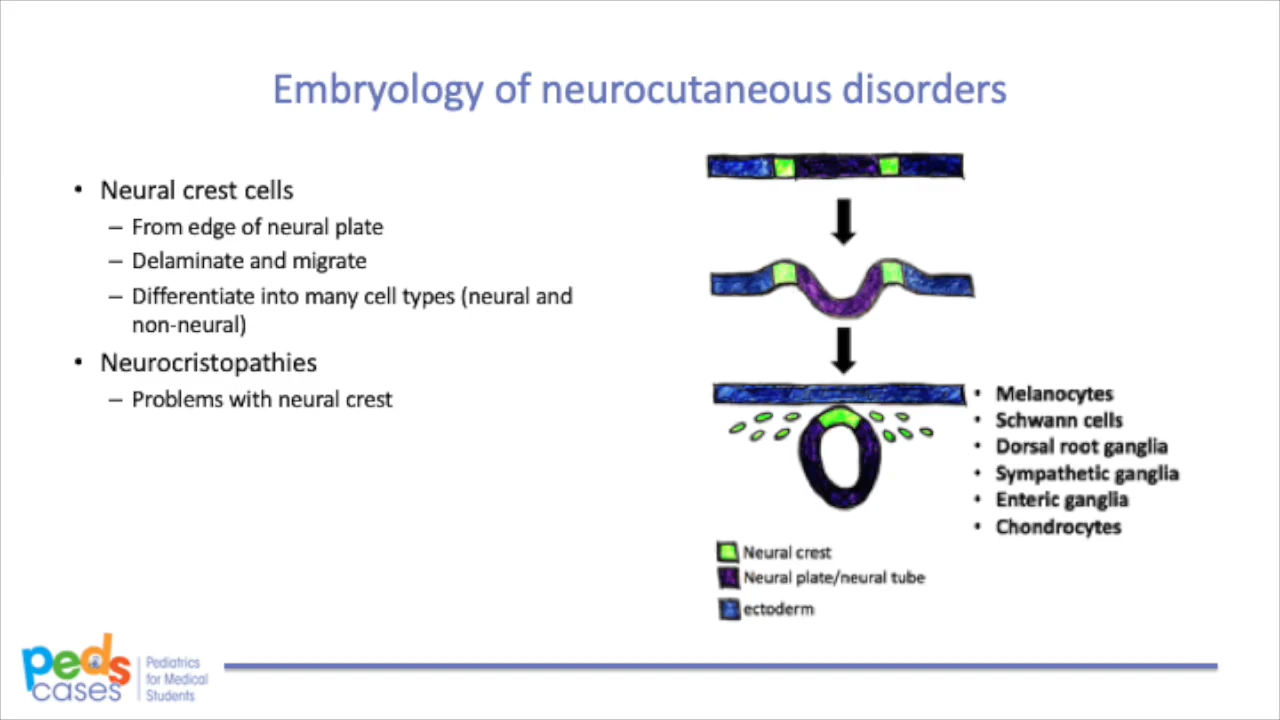 Embryology of neurocutaneous disorders
• Neural crest cells
– From edge of neural plate
– Delaminate and migrate
– Differentiate into many cell types (neural and
non-neural)
• Neurocristopathies
– Problems with neural crest
• Melanocytes
• Schwann cells
• Dorsal root ganglia
• Sympathetic ganglia
• Enteric ganglia
• Chondrocytes
Neural crest
Neural plate/neural tube
ectoderm
peds
cases
Pediatrics
for Medical
Students